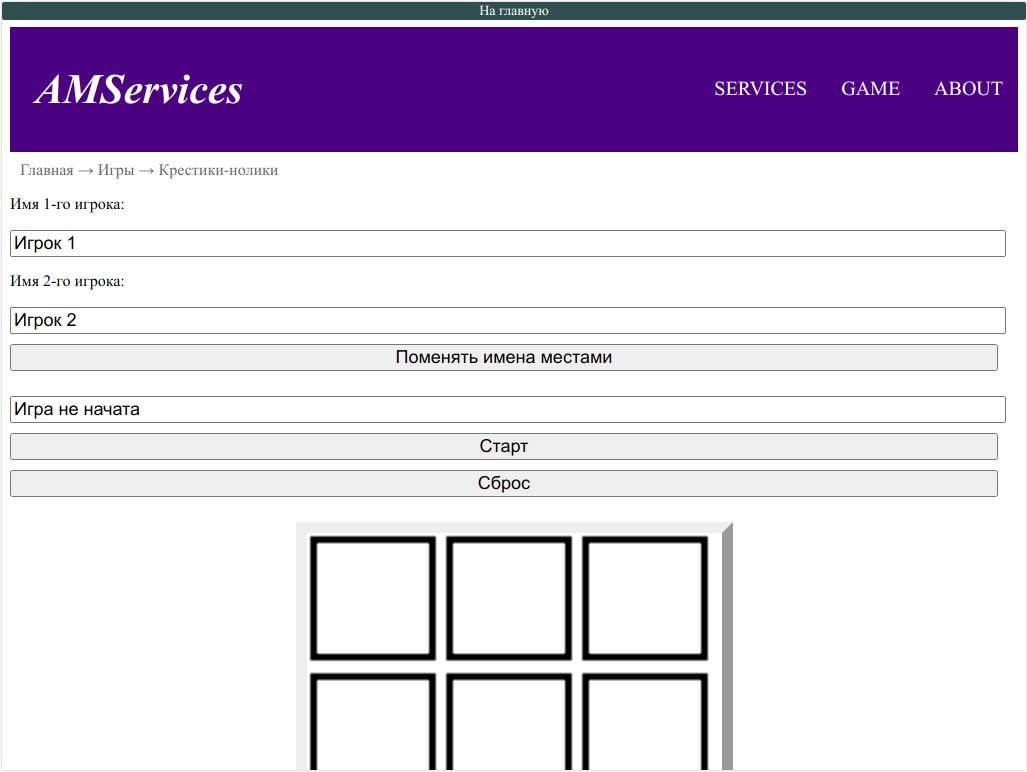 На главную
AMServices
SERVICES GAME ABOUT
Главная → Игры → Крестики-нолики
Имя 1-го игрока:
Игрок 1
Имя 2-го игрока:
Игрок 2
Поменять имена местами
Игра не начата
Старт
Сброс